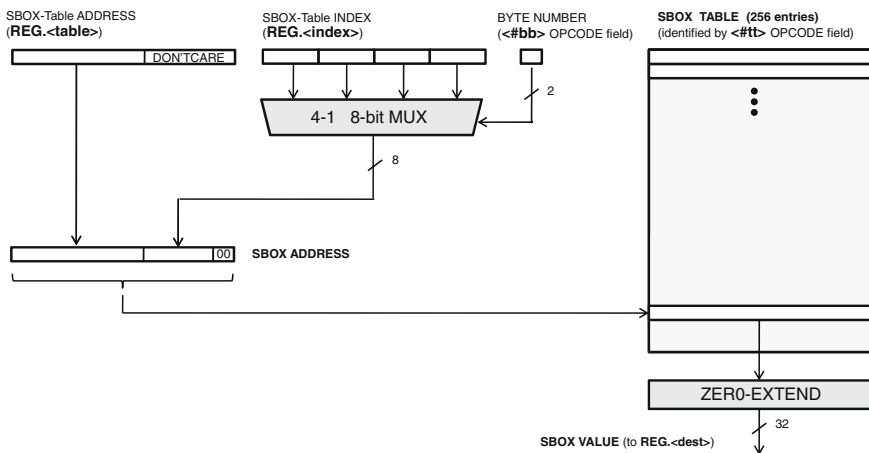 SBOX-Table ADDRESS
(REG.<table>)
SBOX-Table INDEX
(REG.<index>)
BYTE NUMBER
(<#bb> OPCODE field)
SBOX TABLE (256 entries)
(identified by <#tt> OPCODE field)
DON'TCARE
2
4-1 8-bit MUX
8
00
SBOX ADDRESS
ZER0-EXTEND
32
SBOX VALUE (to REG.<dest>)